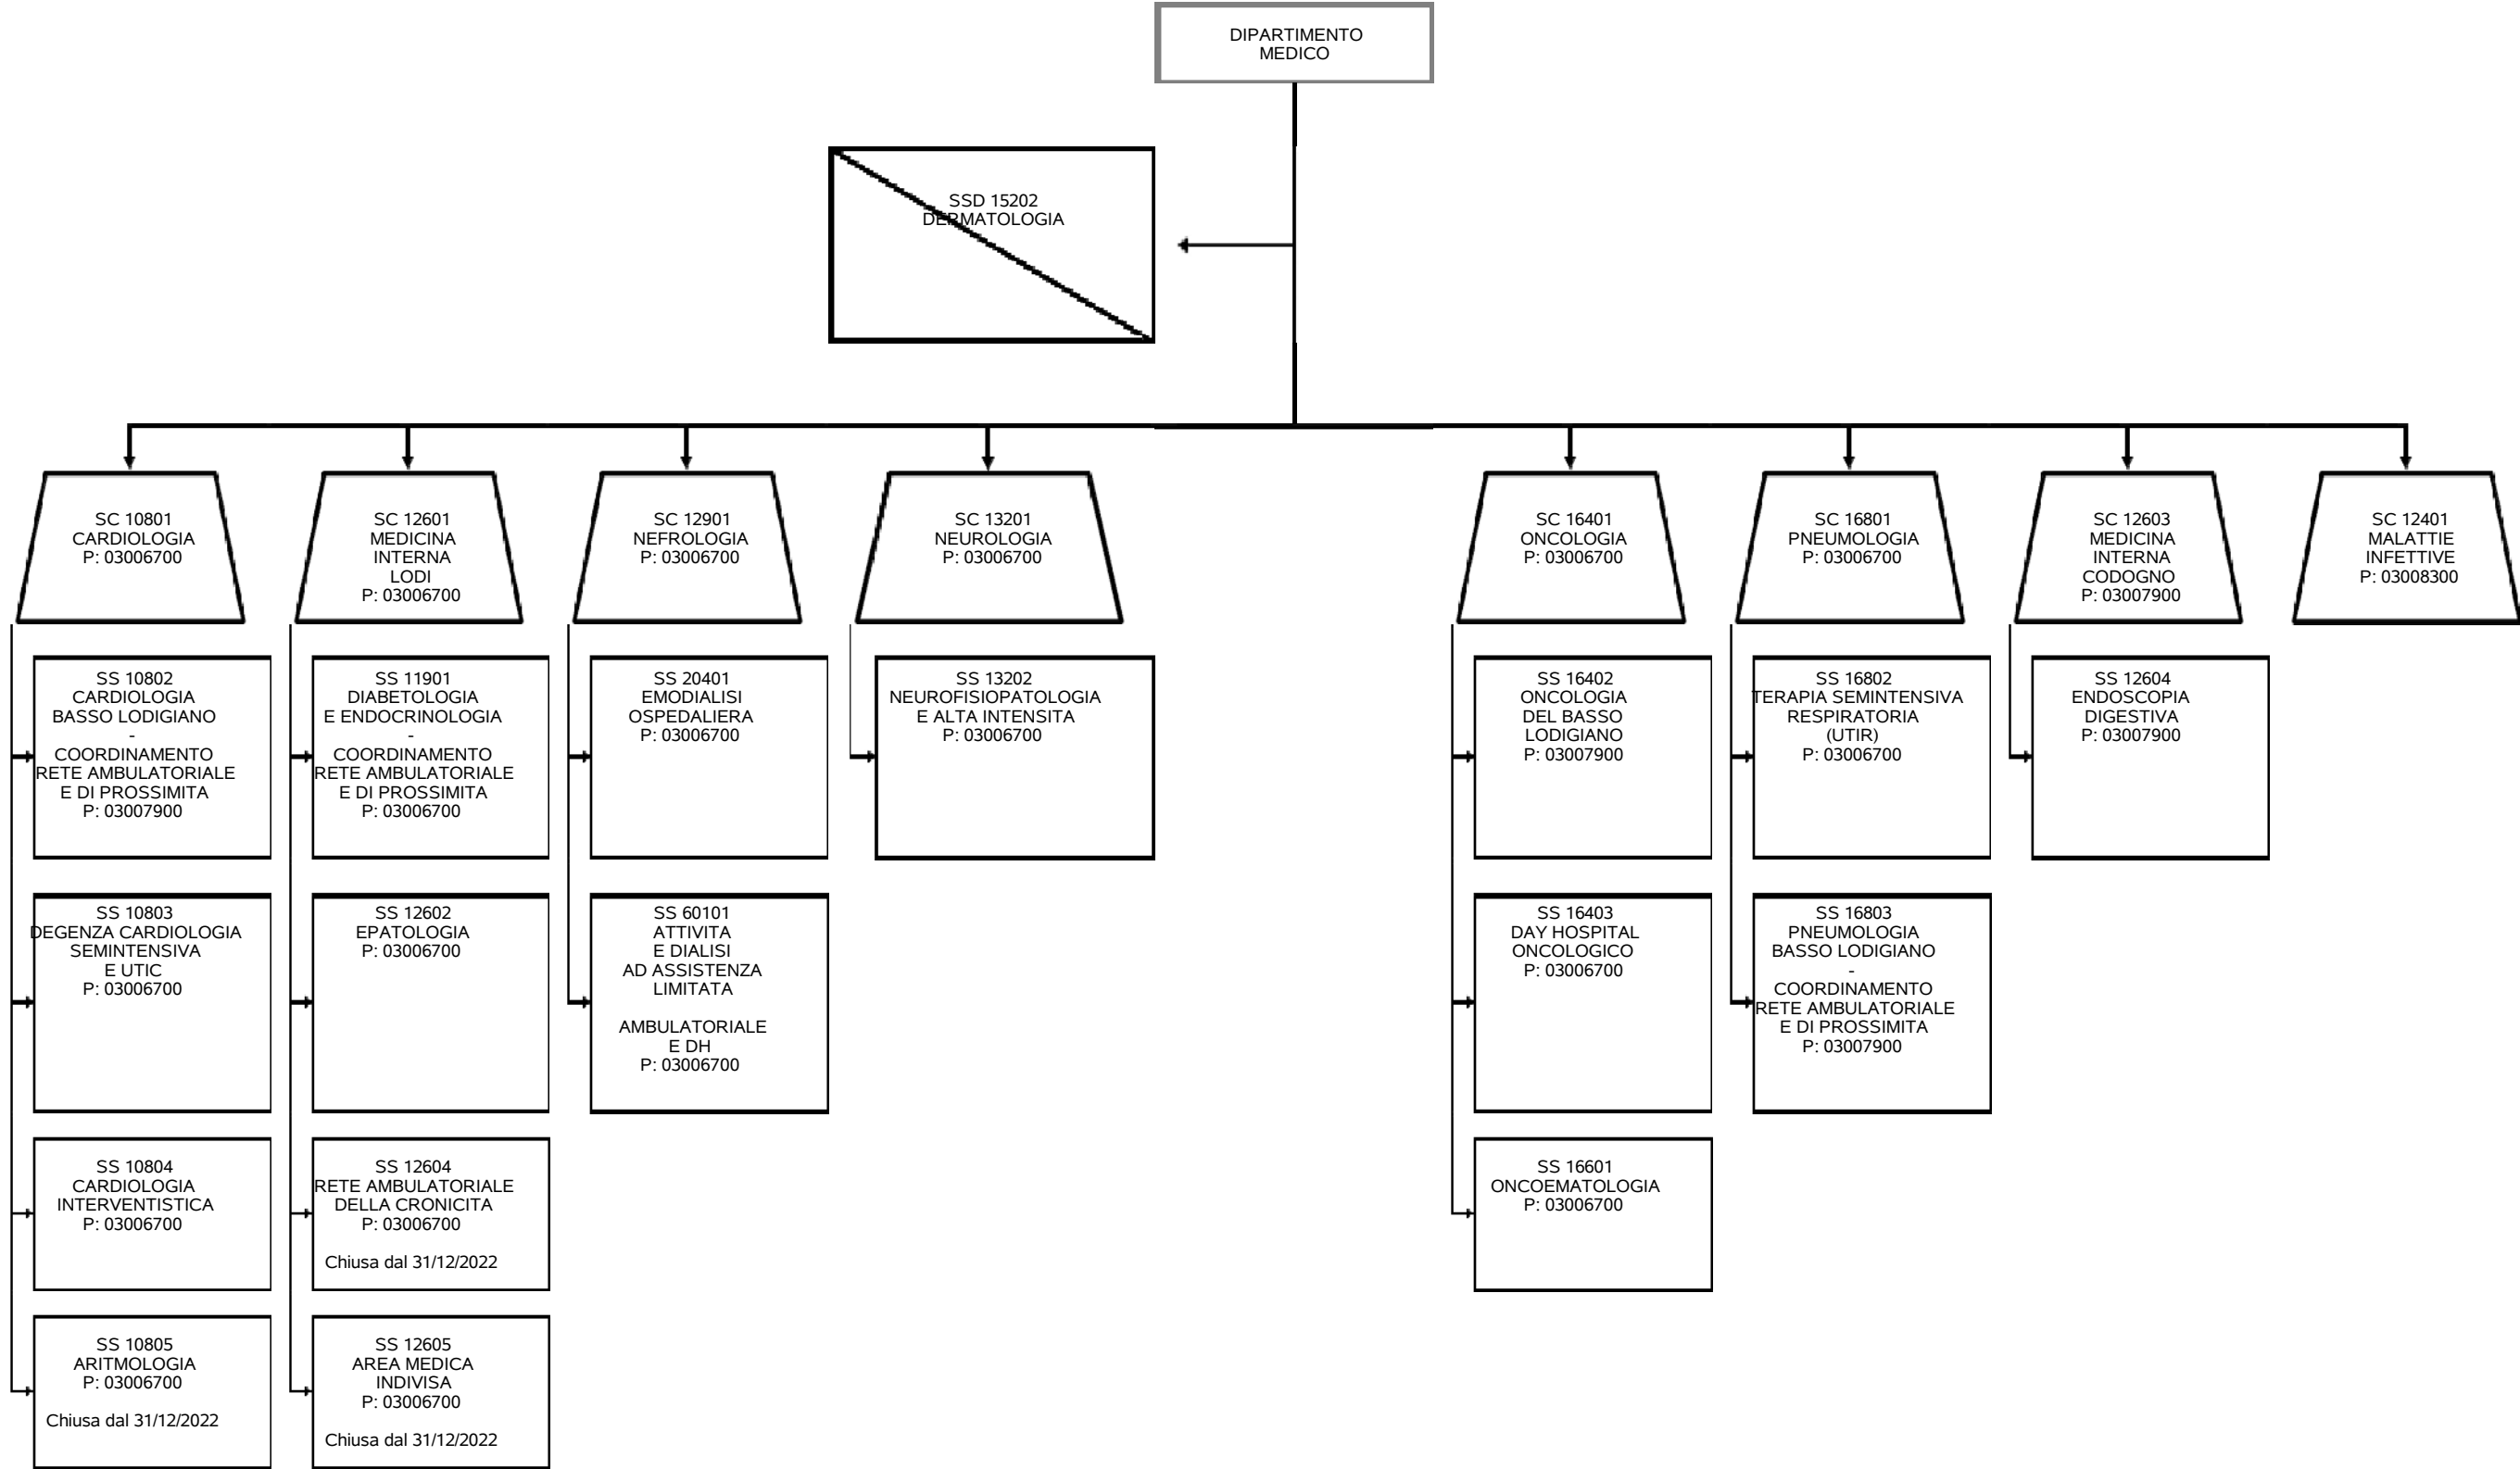 DIPARTIMENTO
MEDICO
SSD 15202
DERMATOLOGIA
SC 10801
CARDIOLOGIA
P: 03006700
SC 12601
MEDICINA
INTERNA
LODI
P: 03006700
SC 12901
NEFROLOGIA
P: 03006700
SC 13201
NEUROLOGIA
P: 03006700
SC 16401
ONCOLOGIA
P: 03006700
SC 16801
PNEUMOLOGIA
P: 03006700
SC 12603
MEDICINA
INTERNA
CODOGNO
P: 03007900
SC 12401
MALATTIE
INFETTIVE
P: 03008300
SS 10802
CARDIOLOGIA
BASSO LODIGIANO
-
COORDINAMENTO
RETE AMBULATORIALE
E DI PROSSIMITA
P: 03007900
SS 11901
DIABETOLOGIA
E ENDOCRINOLOGIA
-
COORDINAMENTO
RETE AMBULATORIALE
E DI PROSSIMITA
P: 03006700
SS 20401
EMODIALISI
OSPEDALIERA
P: 03006700
SS 13202
NEUROFISIOPATOLOGIA
E ALTA INTENSITA
P: 03006700
SS 16402
ONCOLOGIA
DEL BASSO
LODIGIANO
P: 03007900
SS 16802
TERAPIA SEMINTENSIVA
RESPIRATORIA
(UTIR)
P: 03006700
SS 12604
ENDOSCOPIA
DIGESTIVA
P: 03007900
SS 10803
DEGENZA CARDIOLOGIA
SEMINTENSIVA
E UTIC
P: 03006700
SS 12602
EPATOLOGIA
P: 03006700
SS 60101
ATTIVITA
E DIALISI
AD ASSISTENZA
LIMITATA
AMBULATORIALE
E DH
P: 03006700
SS 16403
DAY HOSPITAL
ONCOLOGICO
P: 03006700
SS 16803
PNEUMOLOGIA
BASSO LODIGIANO
-
COORDINAMENTO
RETE AMBULATORIALE
E DI PROSSIMITA
P: 03007900
SS 10804
CARDIOLOGIA
INTERVENTISTICA
P: 03006700
SS 12604
RETE AMBULATORIALE
DELLA CRONICITA
P: 03006700
Chiusa dal 31/12/2022
SS 16601
ONCOEMATOLOGIA
P: 03006700
SS 10805
ARITMOLOGIA
P: 03006700
Chiusa dal 31/12/2022
SS 12605
AREA MEDICA
INDIVISA
P: 03006700
Chiusa dal 31/12/2022